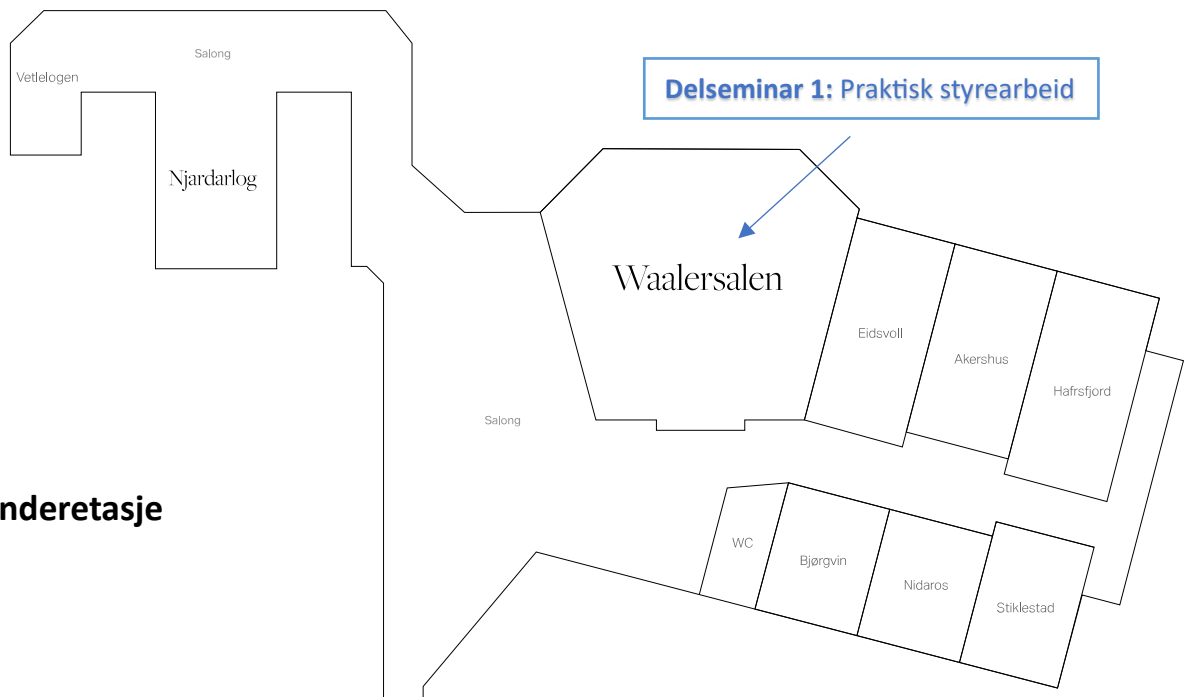 Salong
Vetlelogen
Delseminar 1: Praktisk styrearbeid
Njardarlog
Waalersalen
Eidsvoll
Akershus
Hafrsfjord
Salong
nderetasje
WC
Bjørgvin
Nidaros
Stiklestad